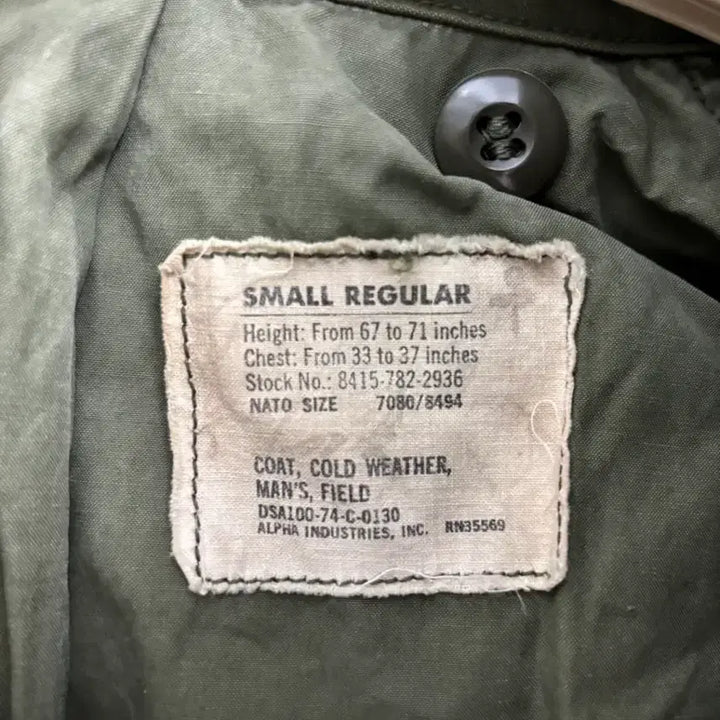 SMALL REGULAR
Height: From 67 to 71 inches
Chest: From 33 to 37 inches
Stock No.: 8415-782-2936
NATO SIZE 7080/8494
COAT, COLD WEATHER,
MAN'S, FIELD
DSA100-74-C-0130
ALPHA INDUSTRIES, INC. RN35569